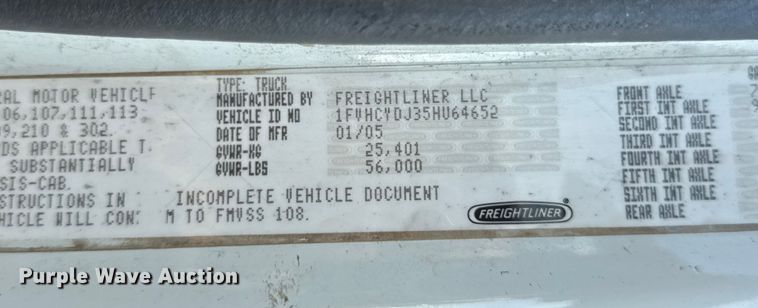 TYPE: TRUCK
MANUFACTURED BY FREIGHTLINER LLC
VEHICLE ID NO 1FVHCYDJ35HU64652
DATE OF MFR 01/05
GVWR-KG 25,401
GVWR-LBS 56,000
RAL MOTOR VEHICLE
06,107,111,113,
9,210 & 302.
DS APPLICABLE T
SUBSTANTIALLY
SIS-CAB.
STRUCTIONS IN INCOMPLETE VEHICLE DOCUMENT
HICLE WILL CON M TO FMVSS 108.
FREIGHTLINER
FRONT AXLE
FIRST INT AXLE
SECOND INT AXLE
THIRD INT AXLE
FOURTH INT AXLE
FIFTH INT AXLE
SIXTH INT AXLE
REAR AXLE
Purple Wave Auction